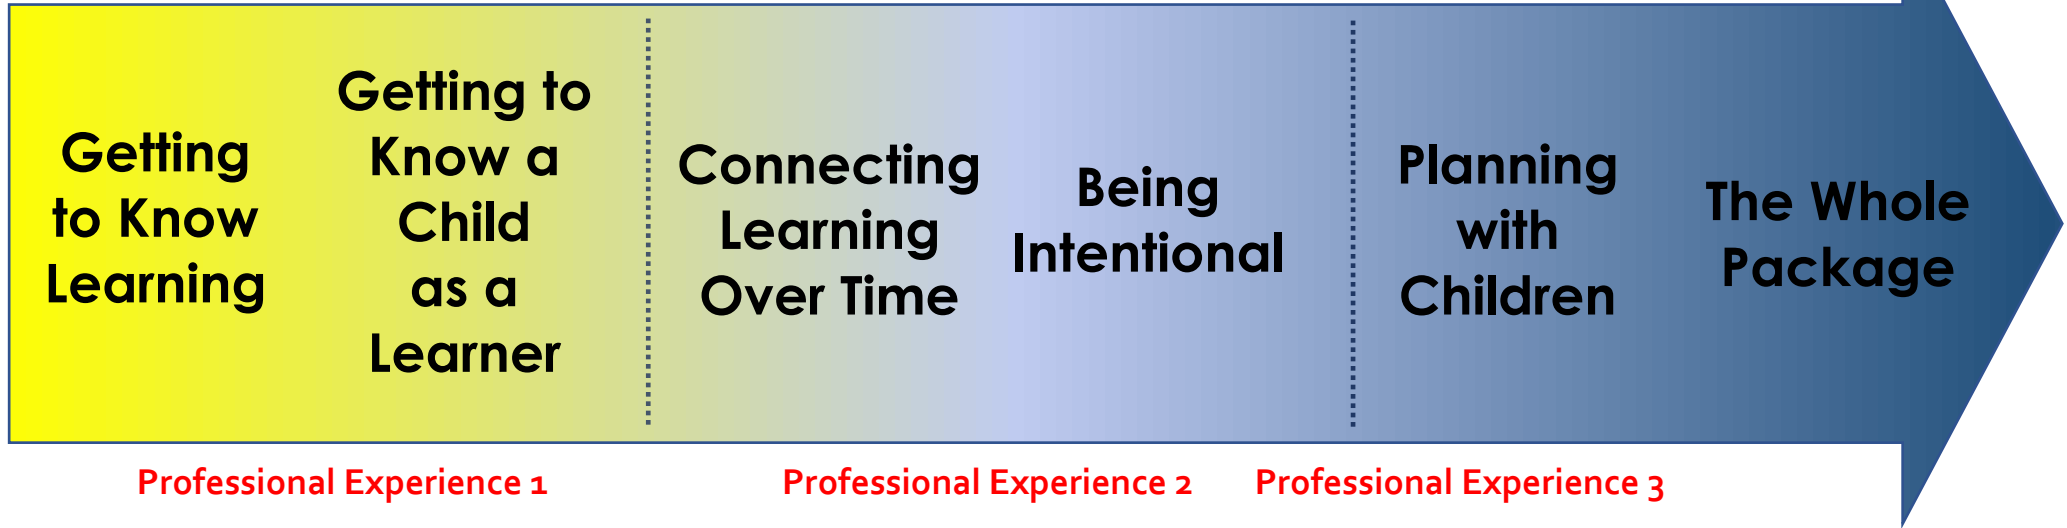 Getting
to Know
Learning
Getting to
Know a
Child
as a
Learner
Connecting
Learning
Over Time
Being
Intentional
Planning
with
Children
The Whole
Package
Professional Experience 1
Professional Experience 2
Professional Experience 3